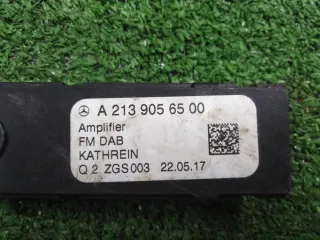 A 213 905 65 00
Amplifier
FM DAB
KATHREIN
Q 2 ZGS003 22.05.17